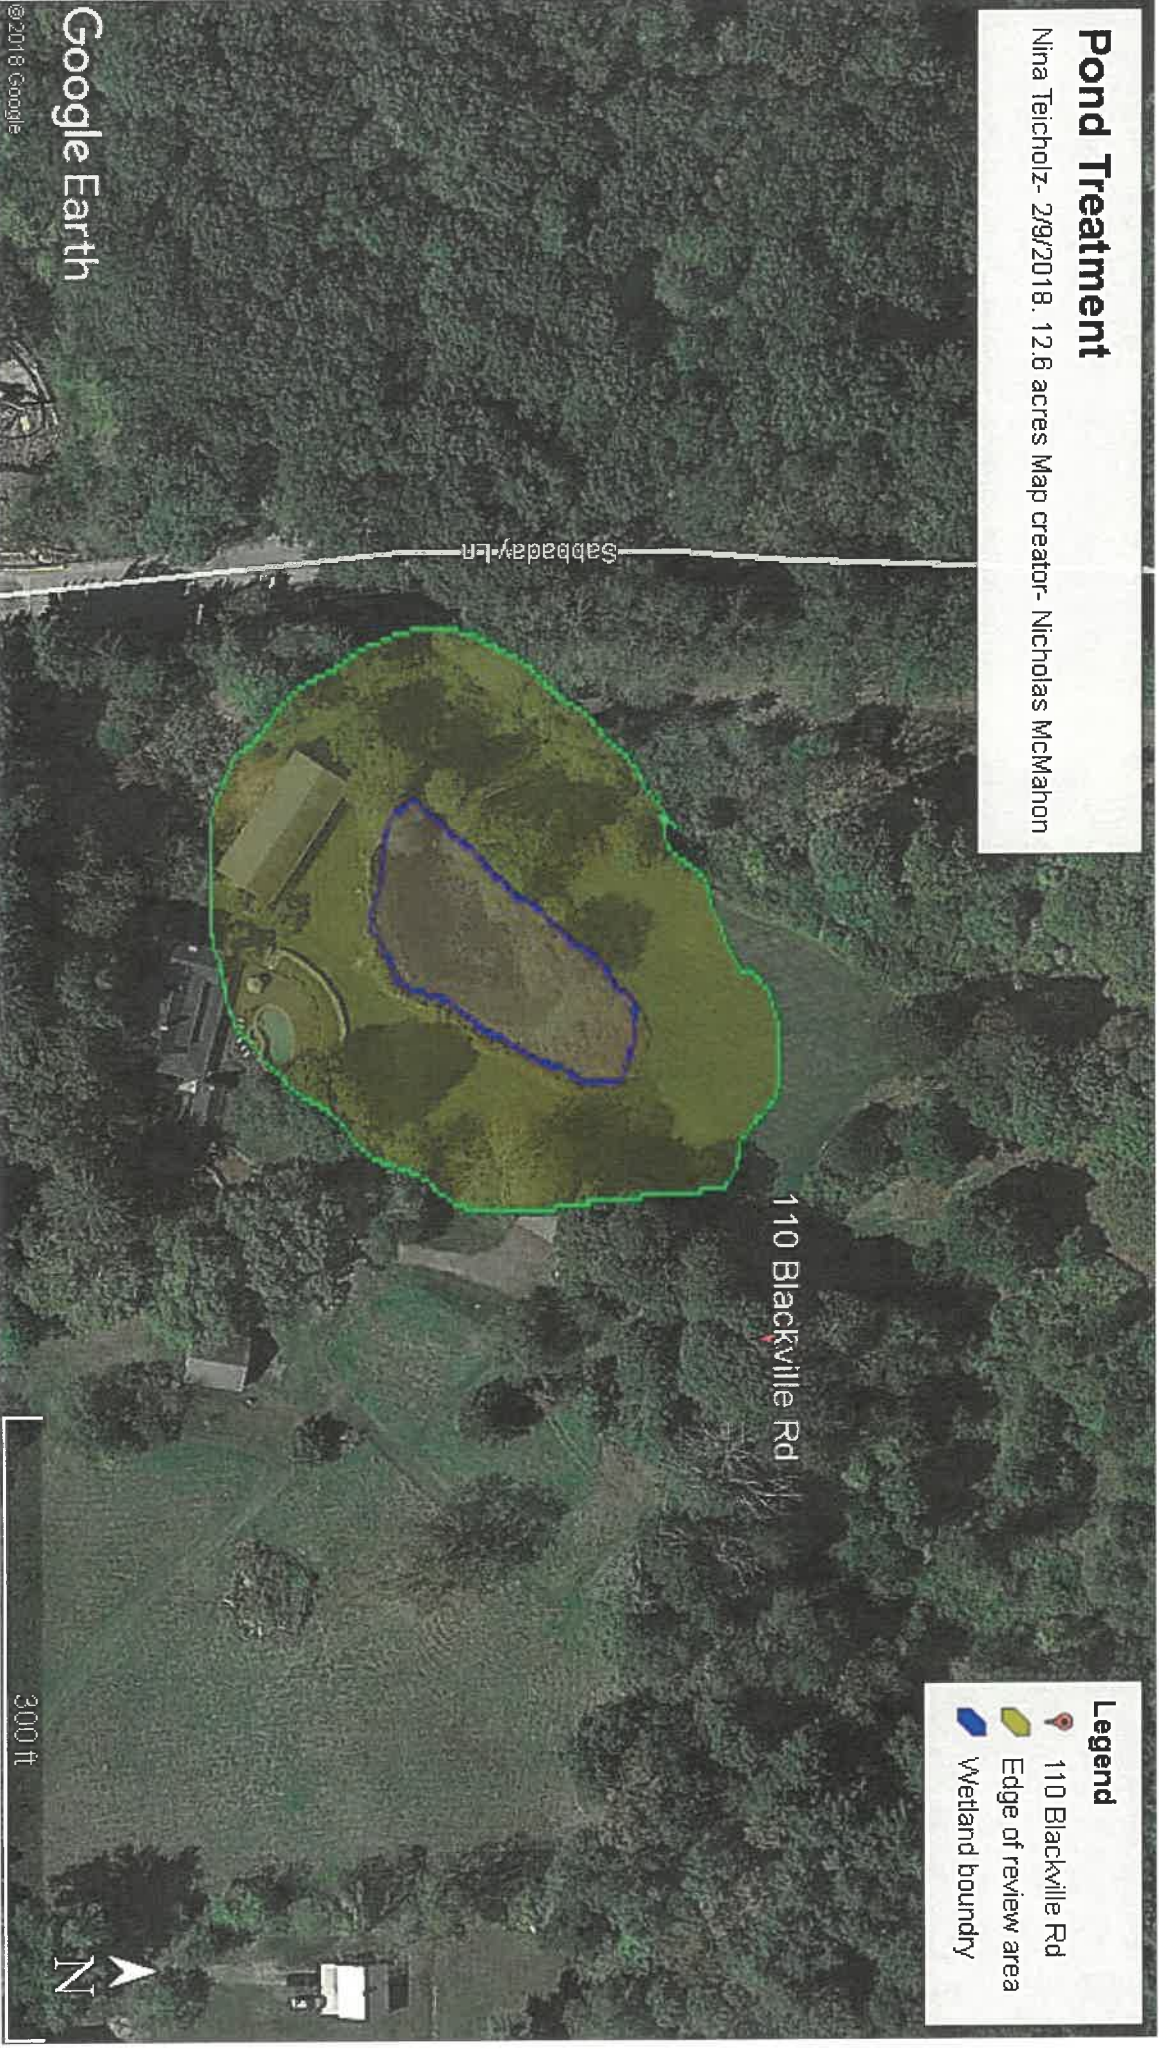 Pond Treatment
Nina Teicholz- 2/9/2018. 12.6 acres Map creator- Nicholas McMahon
Legend
110 Blackville Rd
Edge of review area
Wetland boundry
Sabbaday Ln
110 Blackville Rd
Google Earth
©2018 Google
300 ft
N